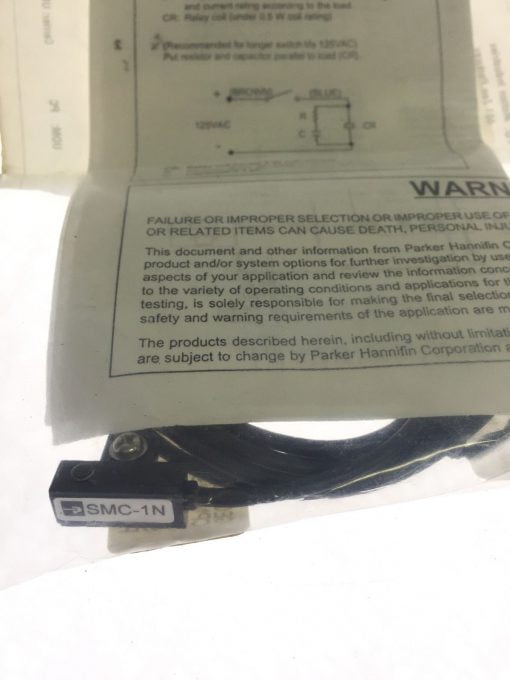 and current rating according to the load.
CR: Relay coil (under 0.5 W coil rating)
(Recommended for longer switch life 125VAC)
Put resistor and capacitor parallel to load (CR).
+ (BROWN) (BLUE)
R
125VAC
C
CR
-
WARN
FAILURE OR IMPROPER SELECTION OR IMPROPER USE OF
OR RELATED ITEMS CAN CAUSE DEATH, PERSONAL INJU
This document and other information from Parker Hannifin C
product and/or system options for further investigation by use
aspects of your application and review the information conc
to the variety of operating conditions and applications for t
testing, is solely responsible for making the final selection
safety and warning requirements of the application are m
The products described herein, including without limitati
are subject to change by Parker Hannifin Corporation a
SMC-1N